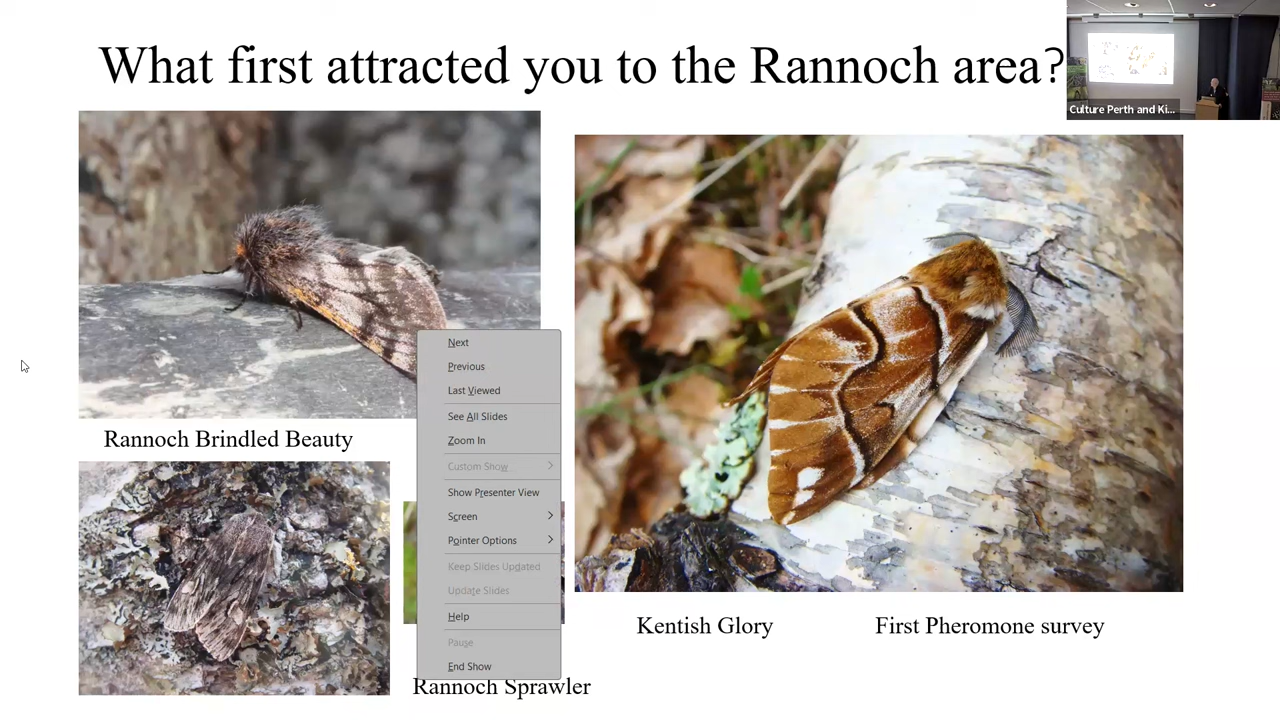 What first attracted you to the Rannoch area?
Culture Perth and Ki...
Rannoch Brindled Beauty
Next
Previous
Last Viewed
See All Slides
Zoom In
Custom Show
Show Presenter View
Screen
Pointer Options
Keep Slides Updated
Update Slides
Help
Pause
End Show
Rannoch Sprawler
Kentish Glory
First Pheromone survey